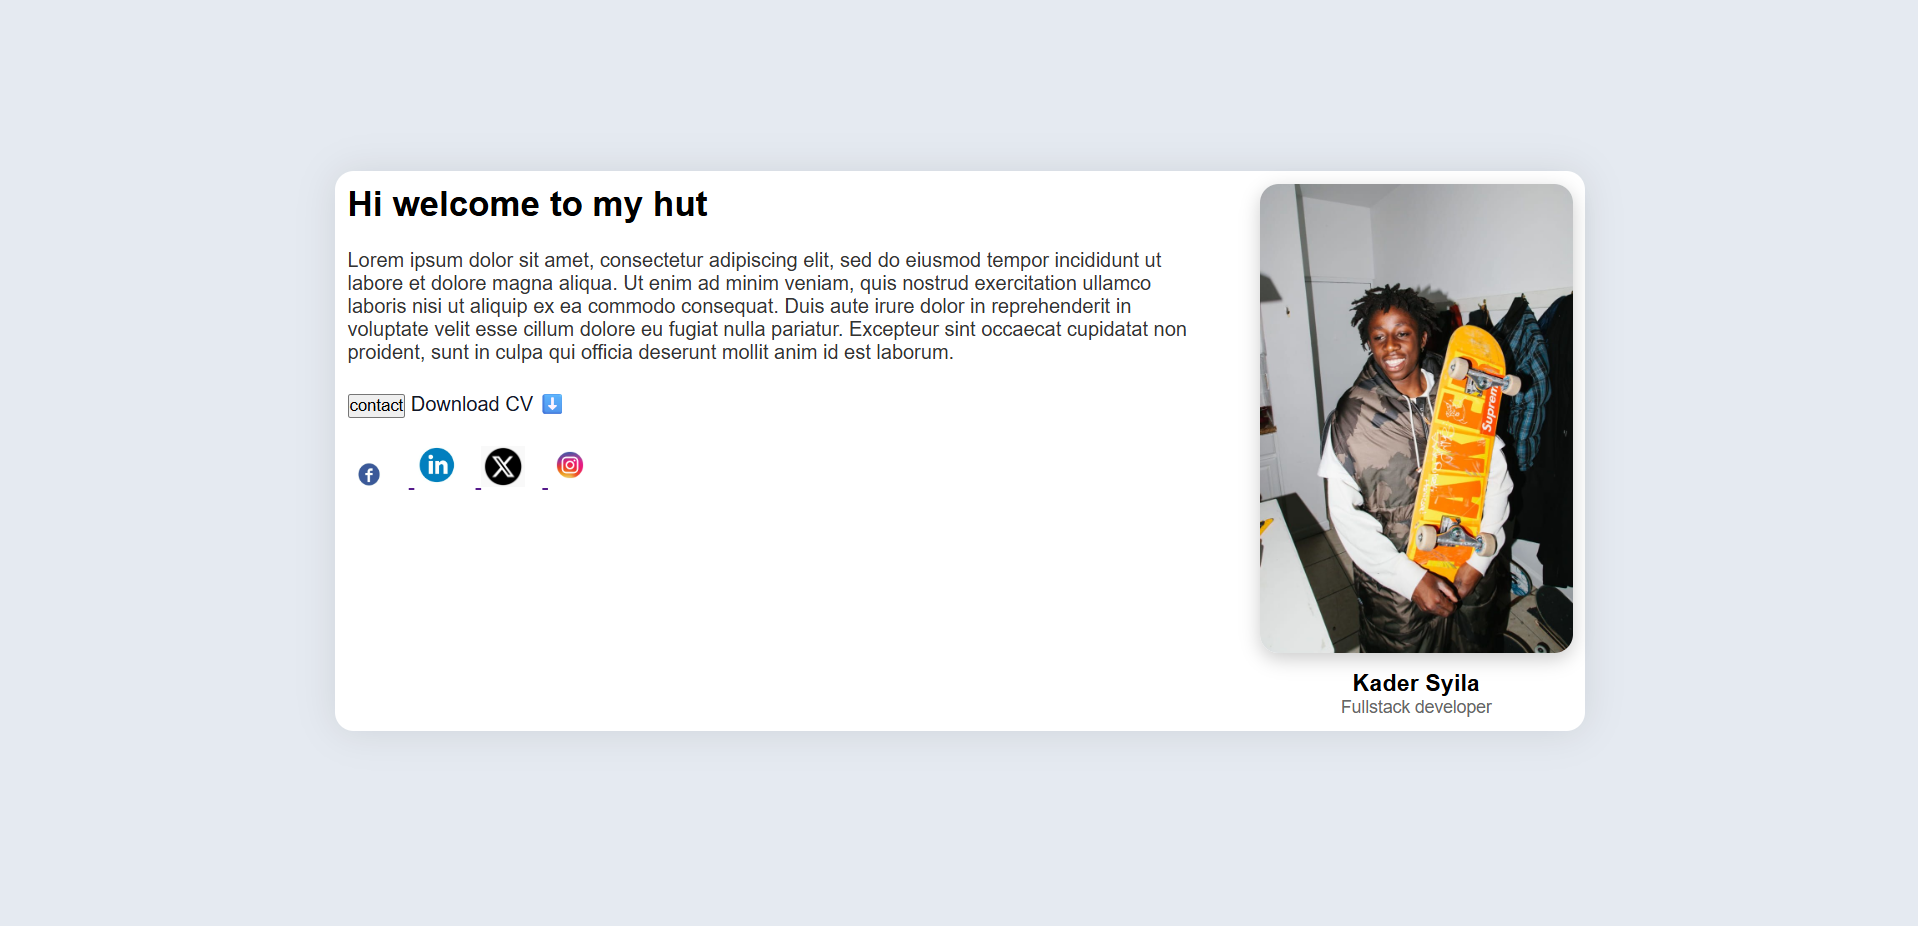 Hi welcome to my hut
Lorem ipsum dolor sit amet, consectetur adipiscing elit, sed do eiusmod tempor incididunt ut
labore et dolore magna aliqua. Ut enim ad minim veniam, quis nostrud exercitation ullamco
laboris nisi ut aliquip ex ea commodo consequat. Duis aute irure dolor in reprehenderit in
voluptate velit esse cillum dolore eu fugiat nulla pariatur. Excepteur sint occaecat cupidatat non
proident, sunt in culpa qui officia deserunt mollit anim id est laborum.
contact Download CV ⬇️
f in X
Supreme
Kader Syila
Fullstack developer